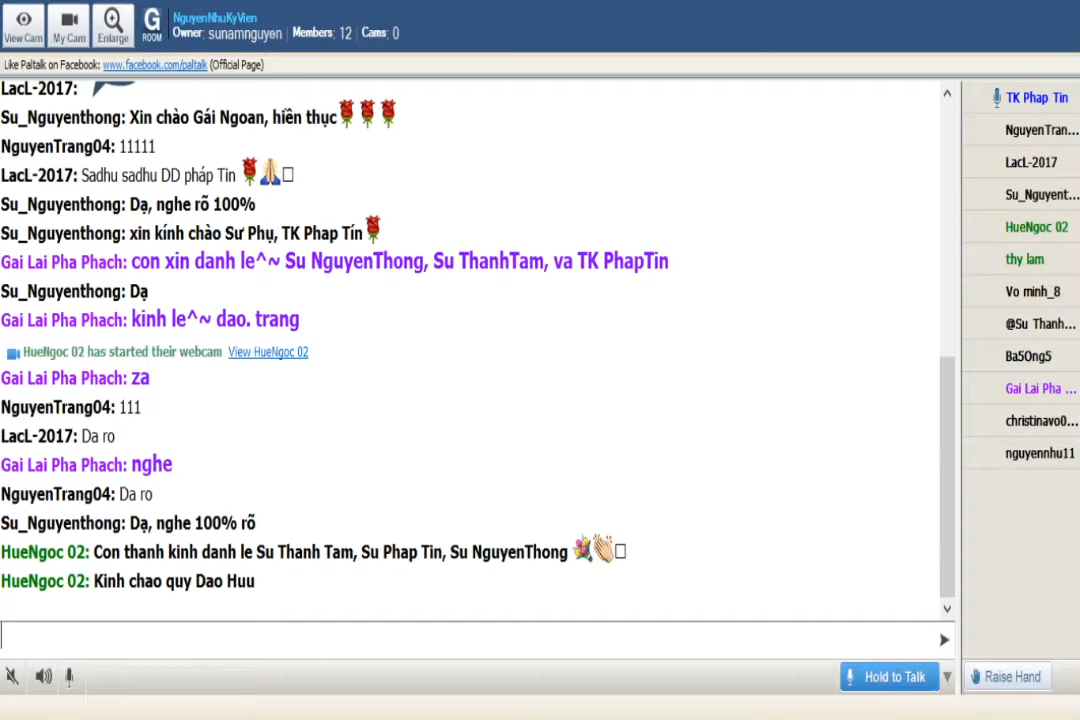 NguyenNhuKyVien
G
ROOM
Owner: sunamnguyen | Members: 12 | Cams: 0
View Cam
My Cam
Enlarge
Like Paltalk on Facebook: www.facebook.com/paltalk (Official Page)
LacL-2017:
Su_Nguyenthong: Xin chào Gái Ngoan, hiền thục🌹🌹🌹
NguyenTrang04: 11111
LacL-2017: Sadhu sadhu DD pháp Tin 🌹🙏□
Su_Nguyenthong: Dạ, nghe rõ 100%
Su_Nguyenthong: xin kính chào Sư Phụ, TK Phap Tín🌹
Gai Lai Pha Phach: con xin danh le^~ Su NguyenThong, Su ThanhTam, va TK PhapTin
Su_Nguyenthong: Dạ
Gai Lai Pha Phach: kinh le^~ dao. trang
HueNgoc 02 has started their webcam View HueNgoc 02
Gai Lai Pha Phach: za
NguyenTrang04: 111
LacL-2017: Da ro
Gai Lai Pha Phach: nghe
NguyenTrang04: Da ro
Su_Nguyenthong: Dạ, nghe 100% rõ
HueNgoc 02: Con thanh kinh danh le Su Thanh Tam, Su Phap Tin, Su NguyenThong 💐👏□
HueNgoc 02: Kinh chao quy Dao Huu
Hold to Talk
TK Phap Tin
NguyenTran...
LacL-2017
Su_Nguyent...
HueNgoc 02
thy lam
Vo minh_8
@Su Thanh...
Ba5Ong5
Gai Lai Pha ...
christinavo0...
nguyennhu11
Raise Hand